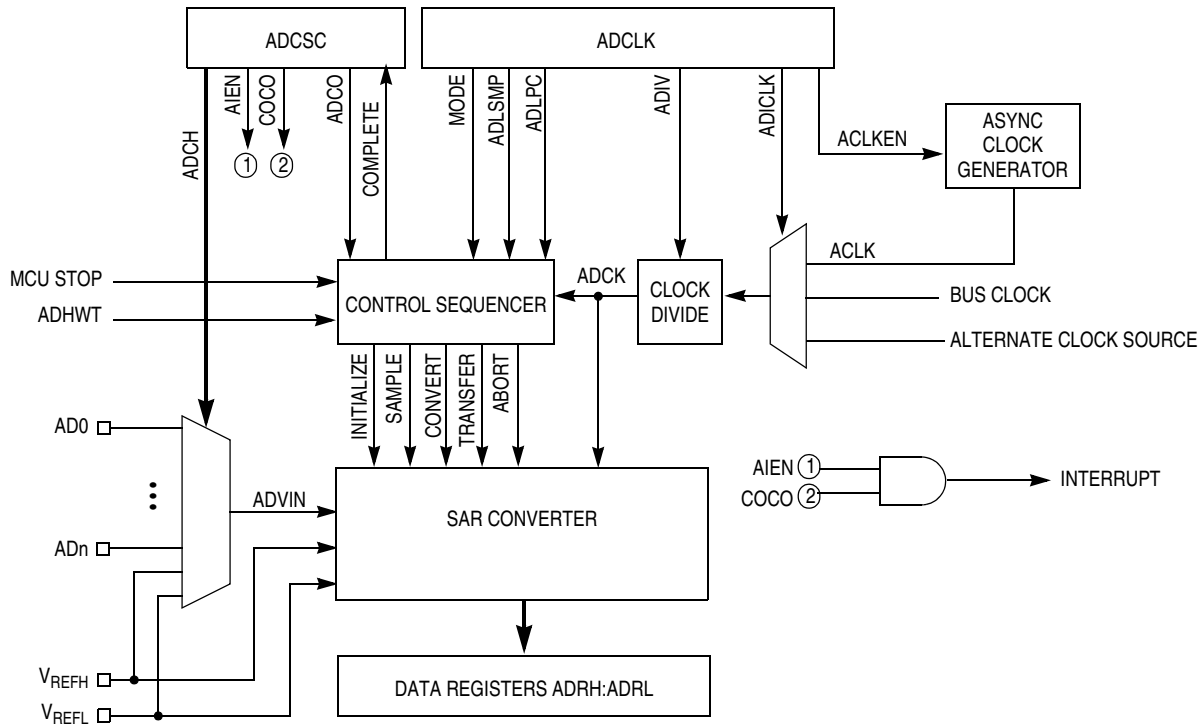 ADCSC
ADCLK
ADCH
AIEN
COCO
ADCO
COMPLETE
MODE
ADLSMP
ADLPC
ADIV
ADICLK
ACLKEN
ASYNC
CLOCK
GENERATOR
1
2
MCU STOP
ADHWT
CONTROL SEQUENCER
ADCK
CLOCK
DIVIDE
ACLK
BUS CLOCK
ALTERNATE CLOCK SOURCE
INITIALIZE
SAMPLE
CONVERT
TRANSFER
ABORT
AD0
ADn
ADVIN
SAR CONVERTER
AIEN 1
COCO 2
INTERRUPT
VREFH
VREFL
DATA REGISTERS ADRH:ADRL